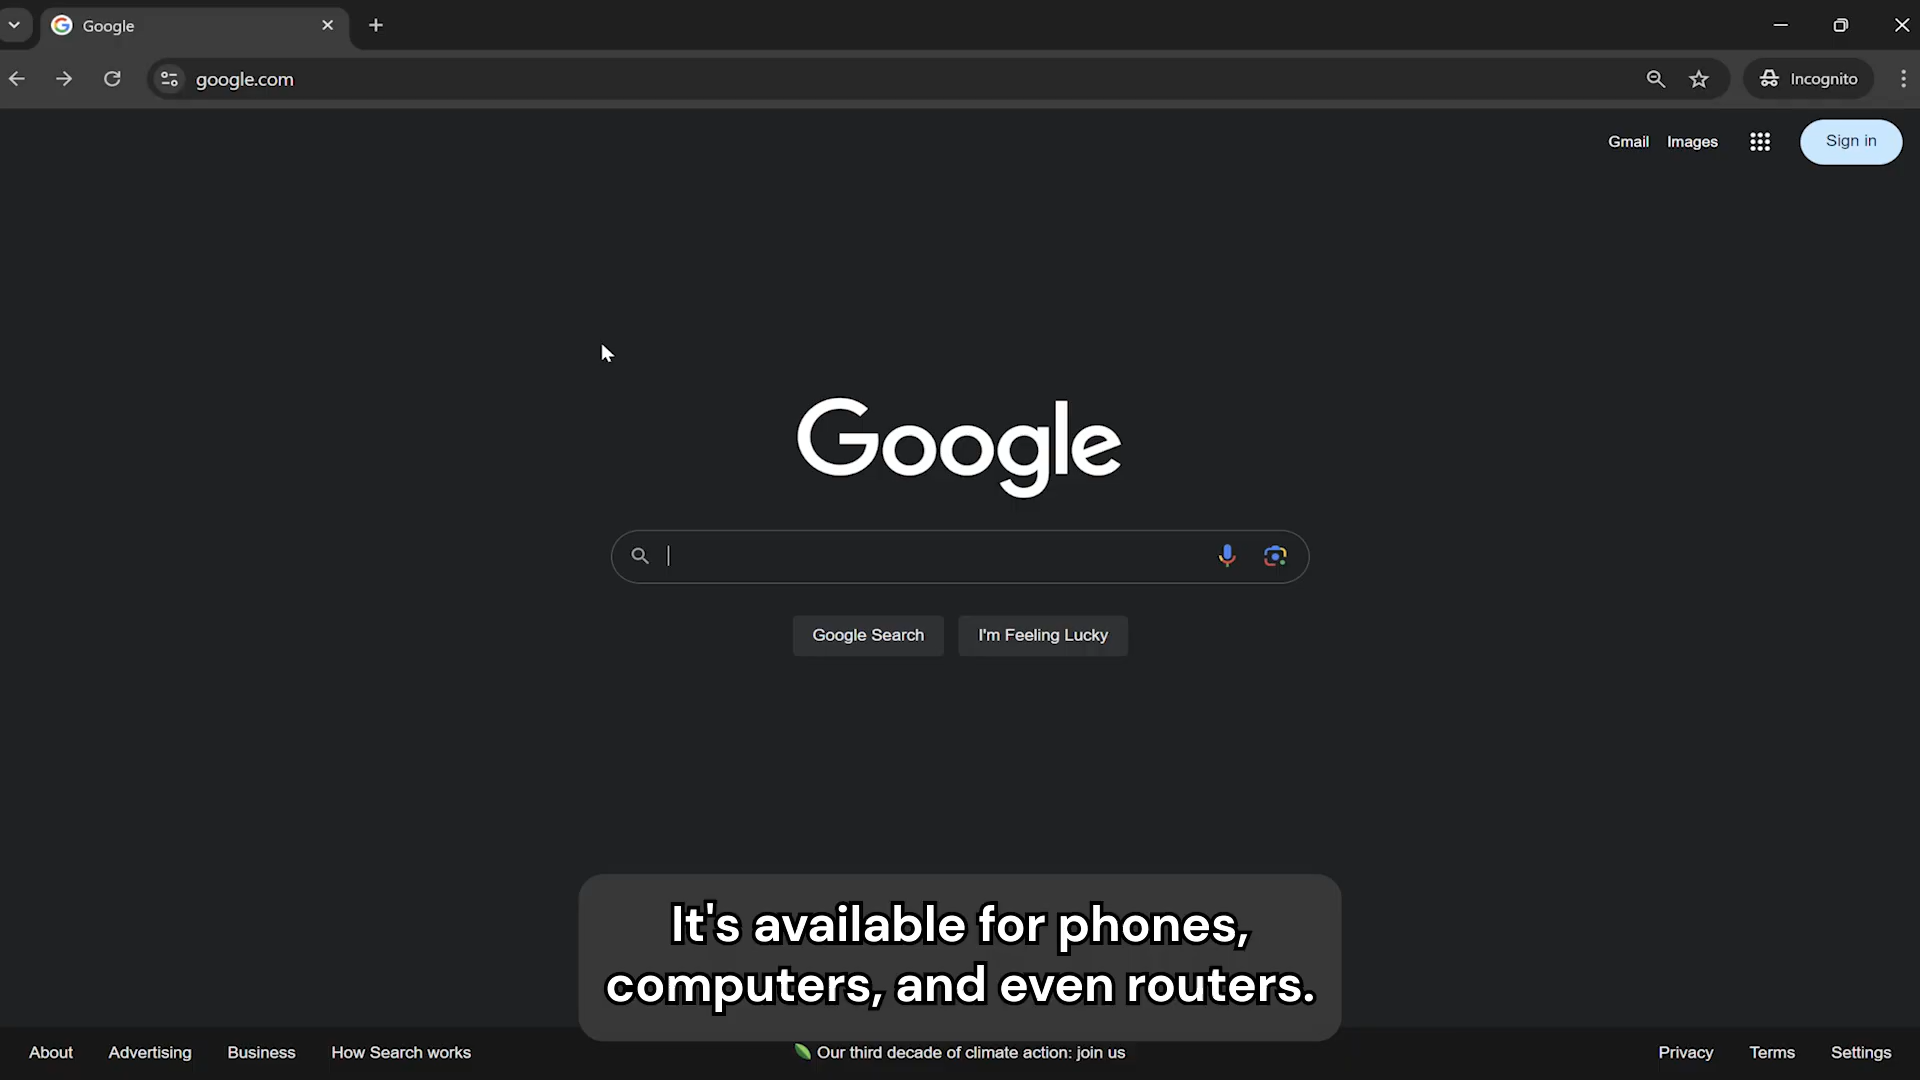 Google
google.com
Incognito
Gmail Images
Sign in
Google
Google Search
I'm Feeling Lucky
It's available for phones,
computers, and even routers.
About Advertising Business How Search works
Our third decade of climate action: join us
Privacy Terms Settings